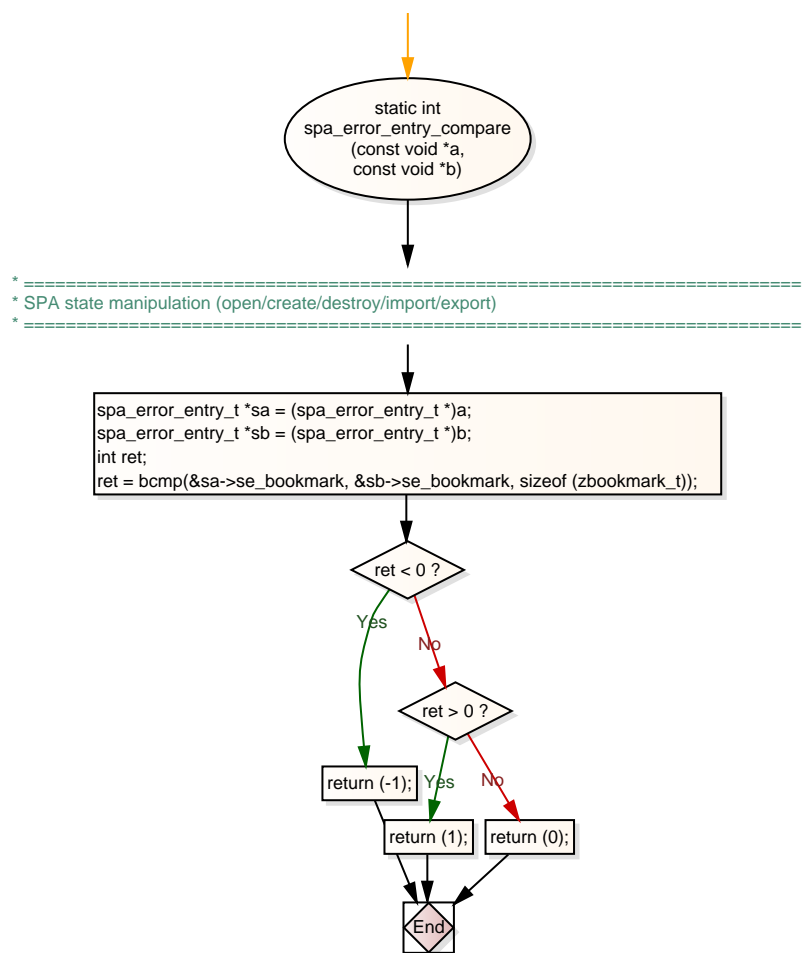 static int
spa_error_entry_compare
(const void *a,
const void *b)
* ==========================================================================
* SPA state manipulation (open/create/destroy/import/export)
* ==========================================================================
spa_error_entry_t *sa = (spa_error_entry_t *)a;
spa_error_entry_t *sb = (spa_error_entry_t *)b;
int ret;
ret = bcmp(&sa->se_bookmark, &sb->se_bookmark, sizeof (zbookmark_t));
ret < 0 ?
Yes
No
ret > 0 ?
return (-1);
Yes
No
return (1);
return (0);
End